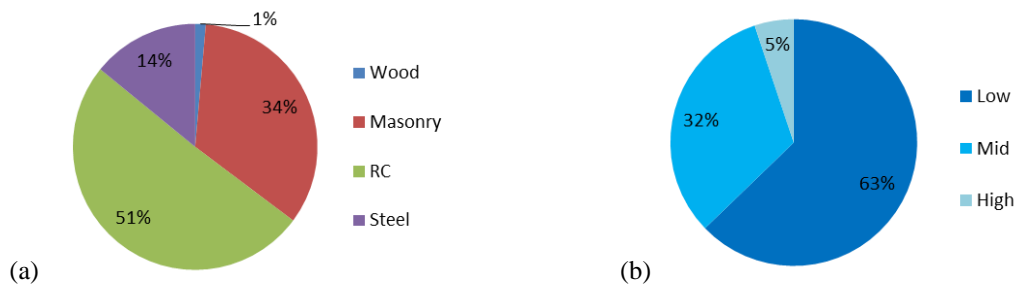 1%
14%
34%
51%
Wood
Masonry
RC
Steel
(a)
5%
32%
63%
Low
Mid
High
(b)